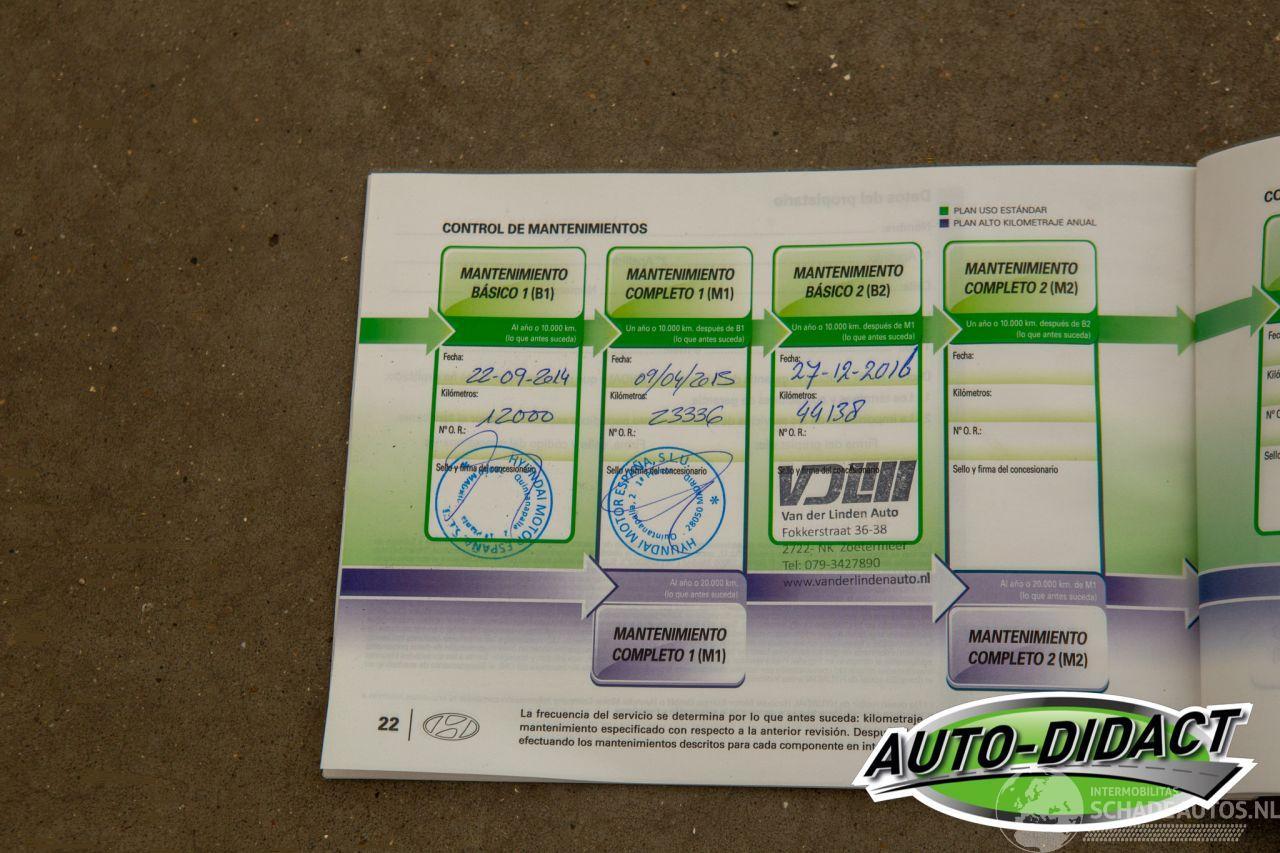 CONTROL DE MANTENIMIENTOS
PLAN USO ESTÁNDAR
PLAN ALTO KILOMETRAJE ANUAL
MANTENIMIENTO
BÁSICO 1 (B1)
Al año o 10.000 km.
(lo que antes suceda)
Fecha:
22-09-2014
Kilómetros:
12000
Nº O. R.:
Sello y firma del concesionario
HYUNDAI MOTOR ESPAÑA, S.L.U.
MANTENIMIENTO
COMPLETO 1 (M1)
Un año o 10.000 km. después de B1
(lo que antes suceda)
Fecha:
09/04/2015
Kilómetros:
23336
Nº O. R.:
Sello y firma del concesionario
HYUNDAI MOTOR ESPAÑA, S.L.U.
Quintanapalla, 2
28050 MADRID
MANTENIMIENTO
BÁSICO 2 (B2)
Un año o 10.000 km. después de M1
(lo que antes suceda)
Fecha:
27-12-2016
Kilómetros:
44138
Nº O. R.:
Sello y firma del concesionario
Van der Linden Auto
Fokkerstraat 36-38
2722- NK Zoetermeer
Tel: 079-3427890
www.vanderlindenauto.nl
MANTENIMIENTO
COMPLETO 2 (M2)
Un año o 10.000 km. después de B2
(lo que antes suceda)
Fecha:
Kilómetros:
Nº O. R.:
Sello y firma del concesionario
Al año o 20.000 km.
(lo que antes suceda)
MANTENIMIENTO
COMPLETO 1 (M1)
Al año o 20.000 km. de M1
(lo que antes suceda)
MANTENIMIENTO
COMPLETO 2 (M2)
22
La frecuencia del servicio se determina por lo que antes suceda: kilometraje
mantenimiento especificado con respecto a la anterior revisión.
efectuando los mantenimientos descritos para cada componente en
AUTO-DIDACT
INTERMOBILITAS
SCHADEAUTOS.NL